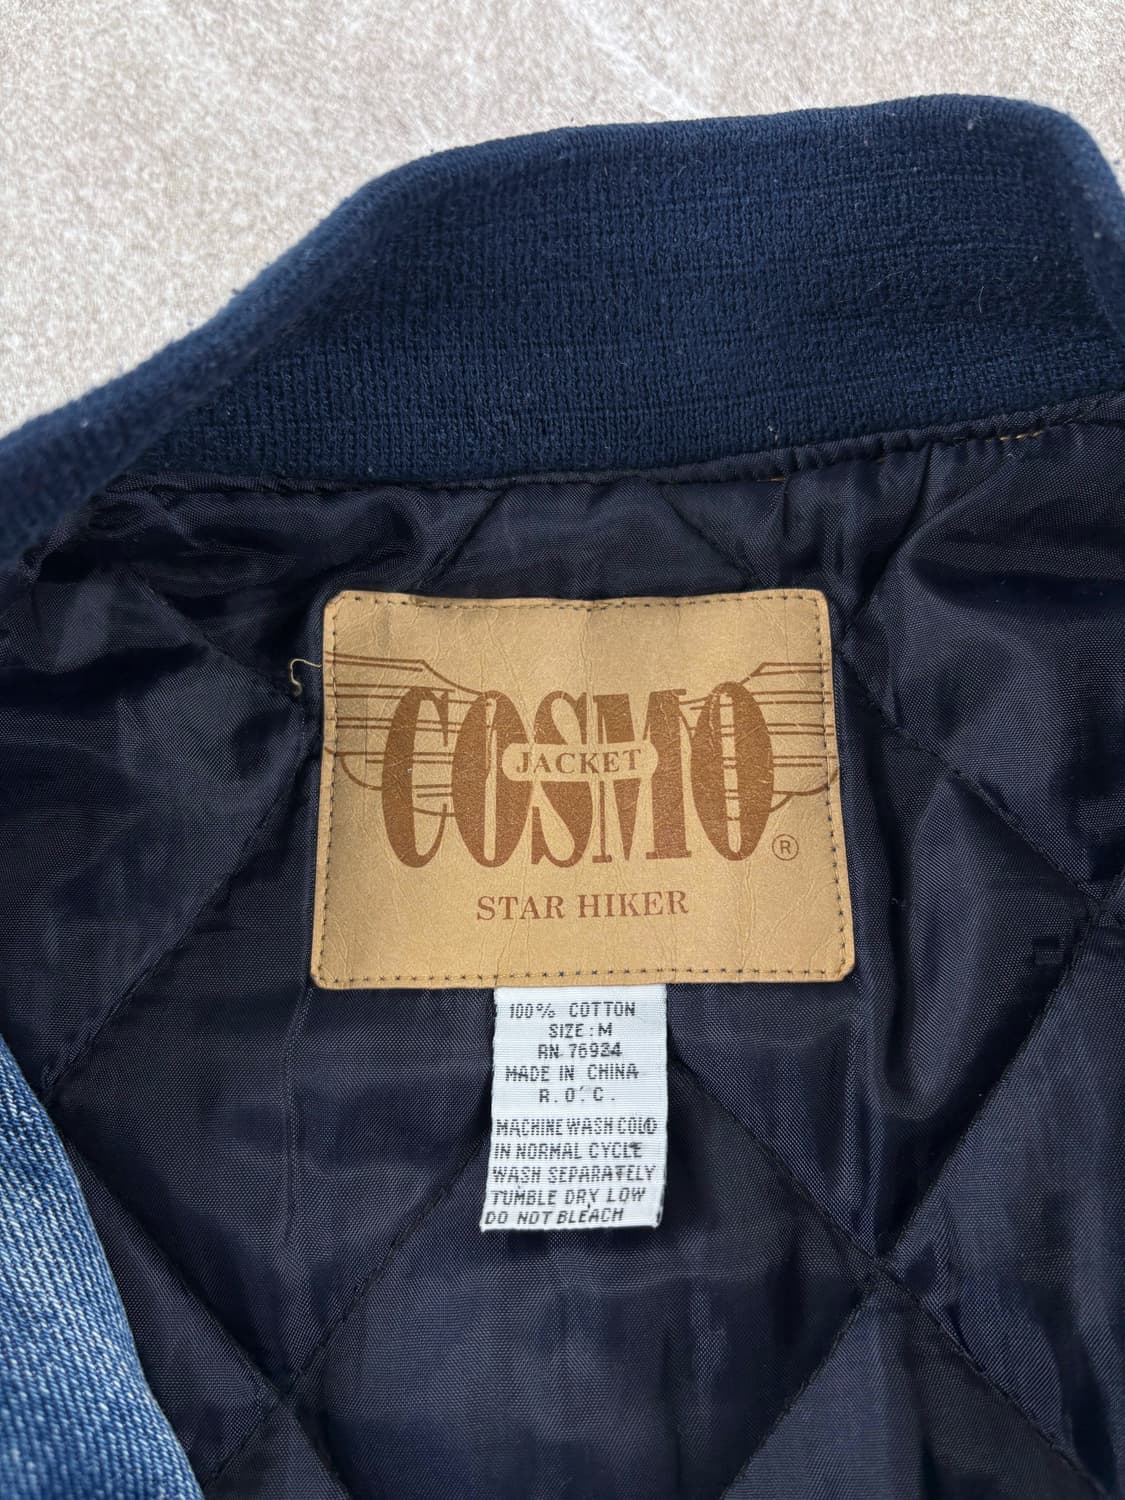 COSMO
JACKET
®
STAR HIKER
100% COTTON
SIZE: M
RN 76924
MADE IN CHINA
R.O.C.
MACHINE WASH COLD
IN NORMAL CYCLE
WASH SEPARATELY
TUMBLE DRY LOW
DO NOT BLEACH